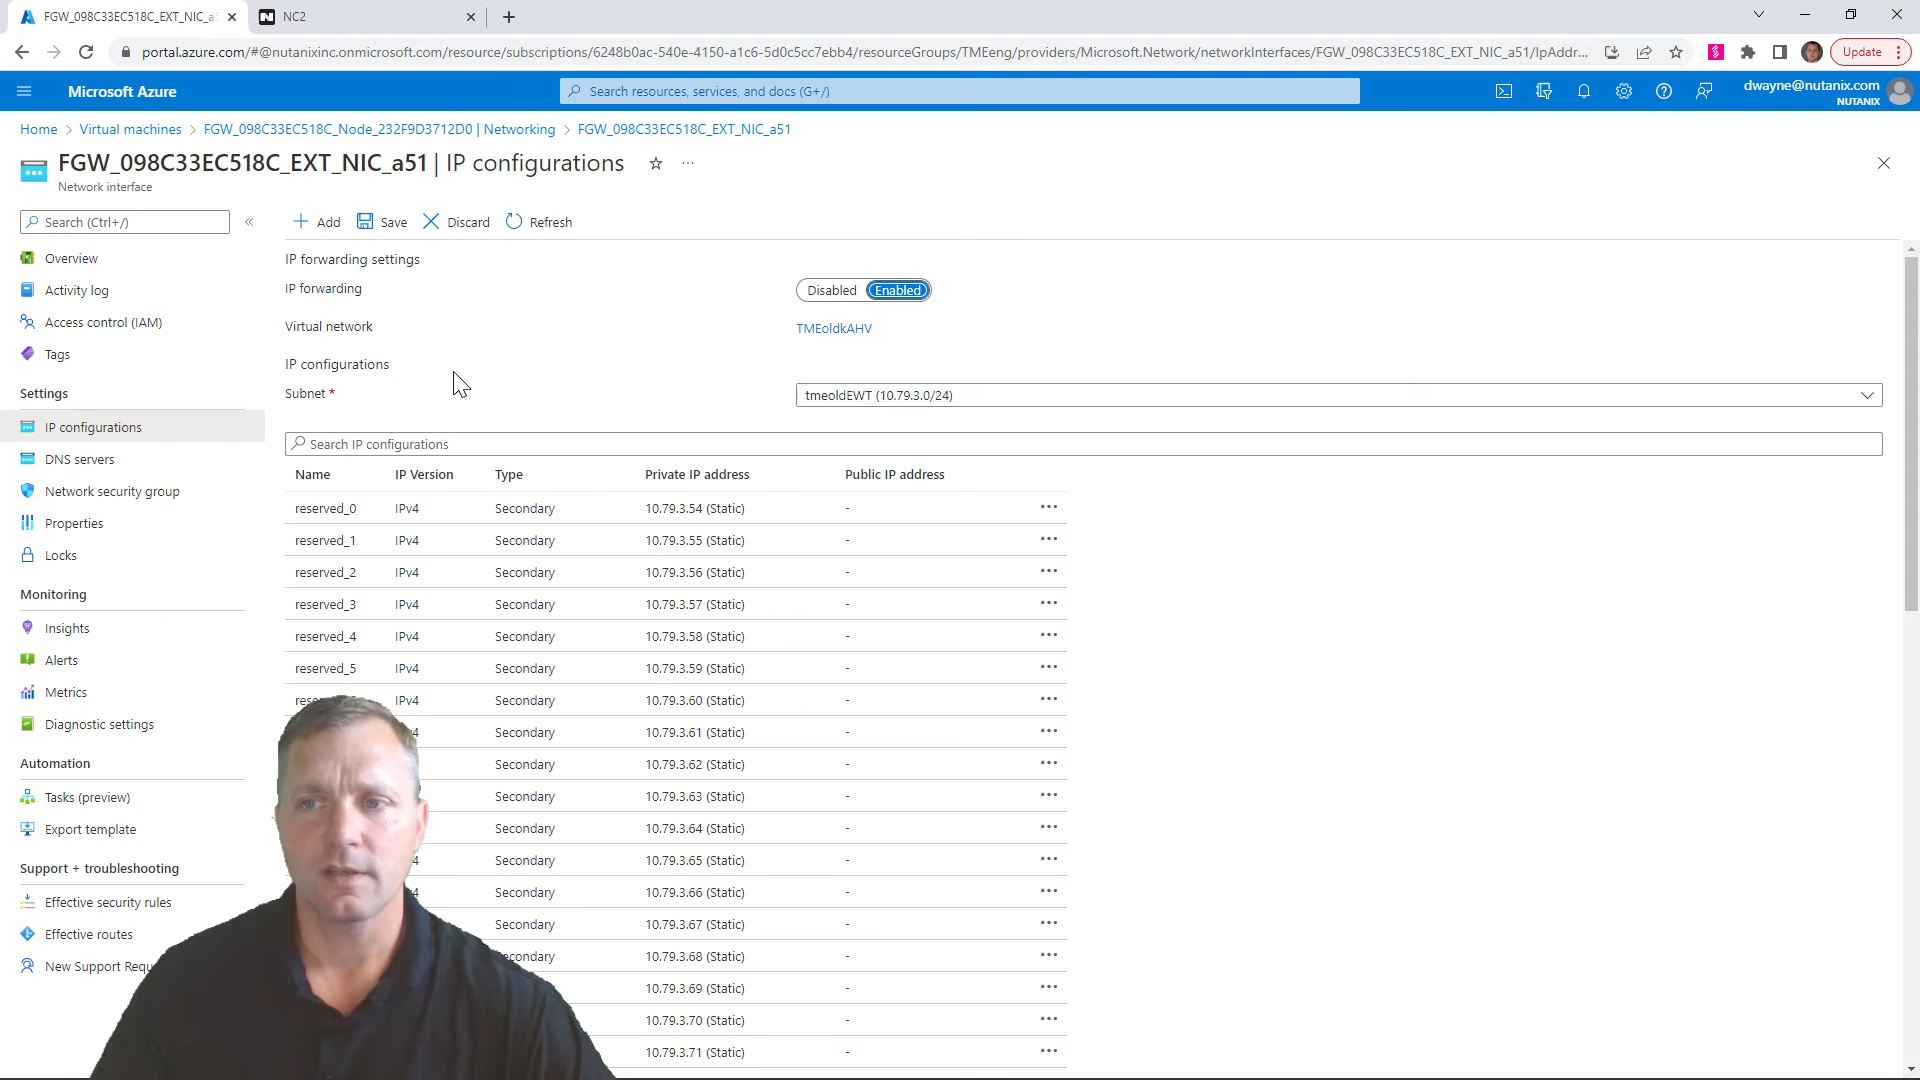 FGW_098C33EC518C_EXT_NIC_a5
NC2
portal.azure.com/#@nutanixinc.onmicrosoft.com/resource/subscriptions/6248b0ac-540e-4150-a1c6-5d0c5cc7ebb4/resourceGroups/TMEeng/providers/Microsoft.Network/networkInterfaces/FGW_098C33EC518C_EXT_NIC_a51/IpAddr...
Update
Microsoft Azure
Search resources, services, and docs (G+/)
dwayne@nutanix.com
NUTANIX
Home > Virtual machines > FGW_098C33EC518C_Node_232F9D3712D0 | Networking > FGW_098C33EC518C_EXT_NIC_a51
FGW_098C33EC518C_EXT_NIC_a51 | IP configurations
Network interface
Search (Ctrl+/)
Overview
Activity log
Access control (IAM)
Tags
Settings
IP configurations
DNS servers
Network security group
Properties
Locks
Monitoring
Insights
Alerts
Metrics
Diagnostic settings
Automation
Tasks (preview)
Export template
Support + troubleshooting
Effective security rules
Effective routes
New Support Requ
Add Save Discard Refresh
IP forwarding settings
IP forwarding Disabled Enabled
Virtual network TMEoldkAHV
IP configurations
Subnet * tmeoldEWT (10.79.3.0/24)
Search IP configurations
Name IP Version Type Private IP address Public IP address
reserved_0 IPv4 Secondary 10.79.3.54 (Static) - ...
reserved_1 IPv4 Secondary 10.79.3.55 (Static) - ...
reserved_2 IPv4 Secondary 10.79.3.56 (Static) - ...
reserved_3 IPv4 Secondary 10.79.3.57 (Static) - ...
reserved_4 IPv4 Secondary 10.79.3.58 (Static) - ...
reserved_5 IPv4 Secondary 10.79.3.59 (Static) - ...
IPv4 Secondary 10.79.3.60 (Static) - ...
4 Secondary 10.79.3.61 (Static) - ...
Secondary 10.79.3.62 (Static) - ...
Secondary 10.79.3.63 (Static) - ...
Secondary 10.79.3.64 (Static) - ...
4 Secondary 10.79.3.65 (Static) - ...
4 Secondary 10.79.3.66 (Static) - ...
Secondary 10.79.3.67 (Static) - ...
econdary 10.79.3.68 (Static) - ...
10.79.3.69 (Static) - ...
10.79.3.70 (Static) - ...
10.79.3.71 (Static) - ...